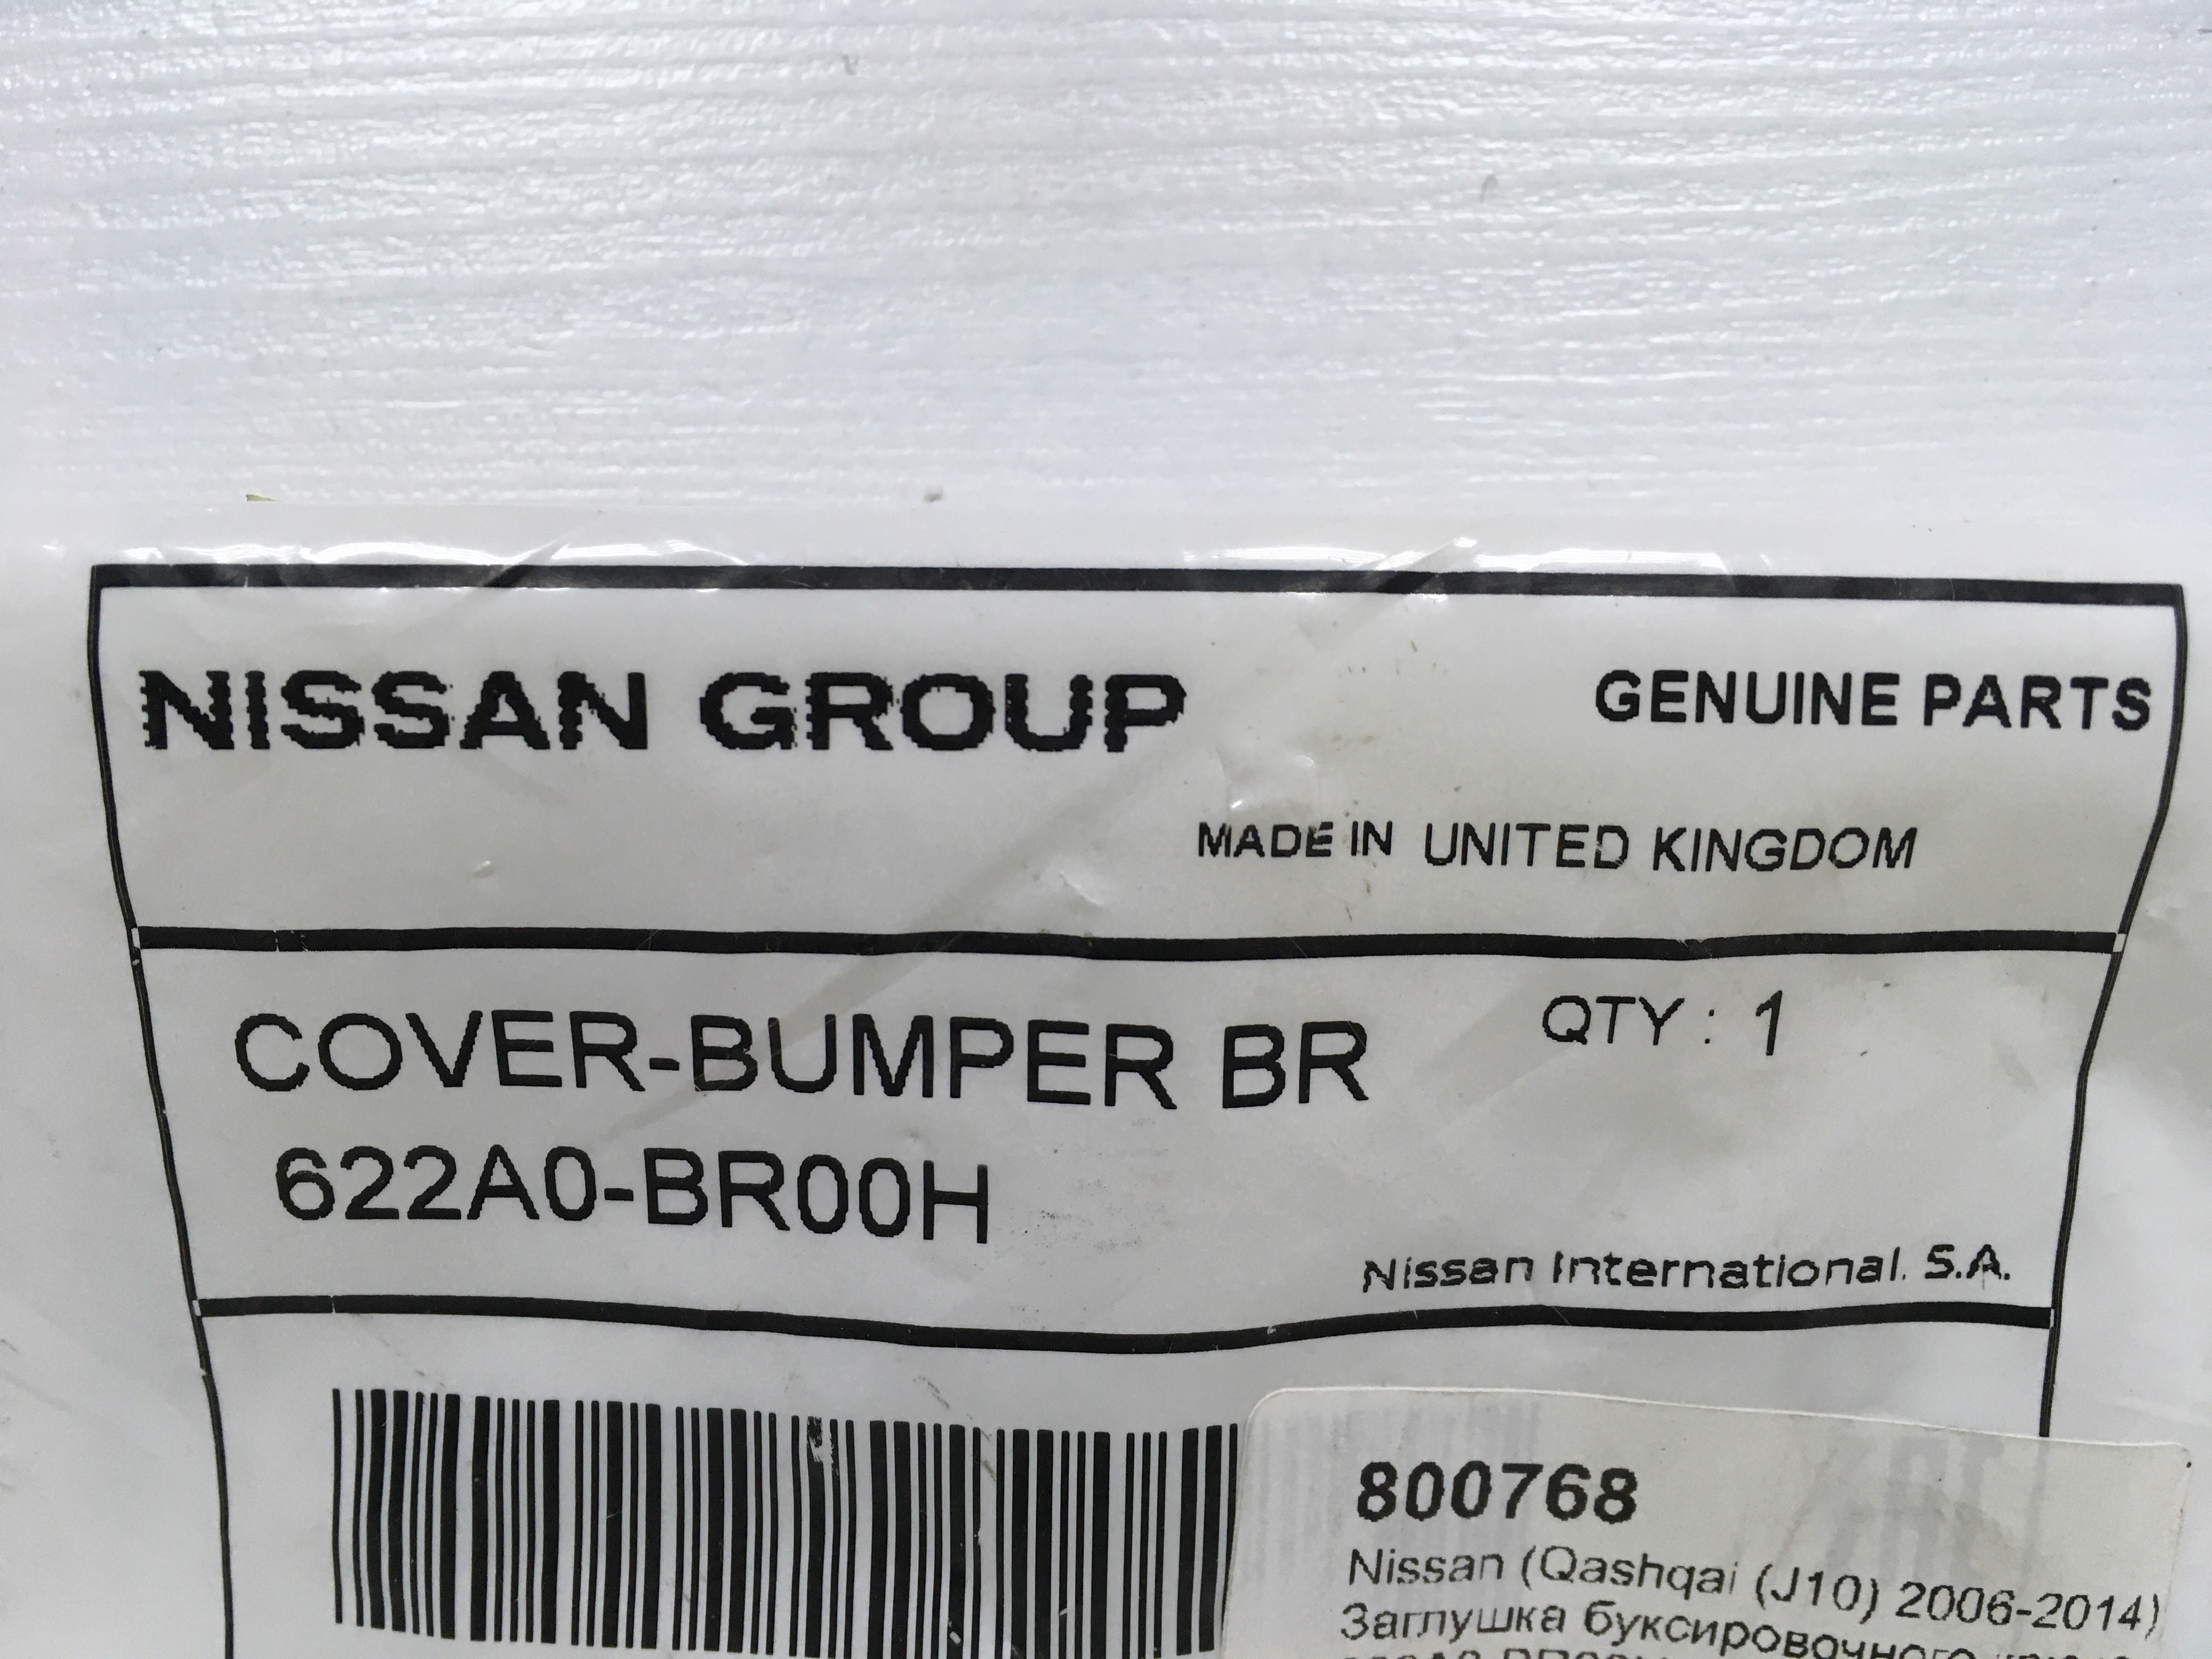 NISSAN GROUP
GENUINE PARTS
MADE IN UNITED KINGDOM
COVER-BUMPER BR
QTY : 1
622A0-BR00H
Nissan International. S.A.
800768
Nissan (Qashqai (J10) 2006-2014)
Заглушка буксировочного